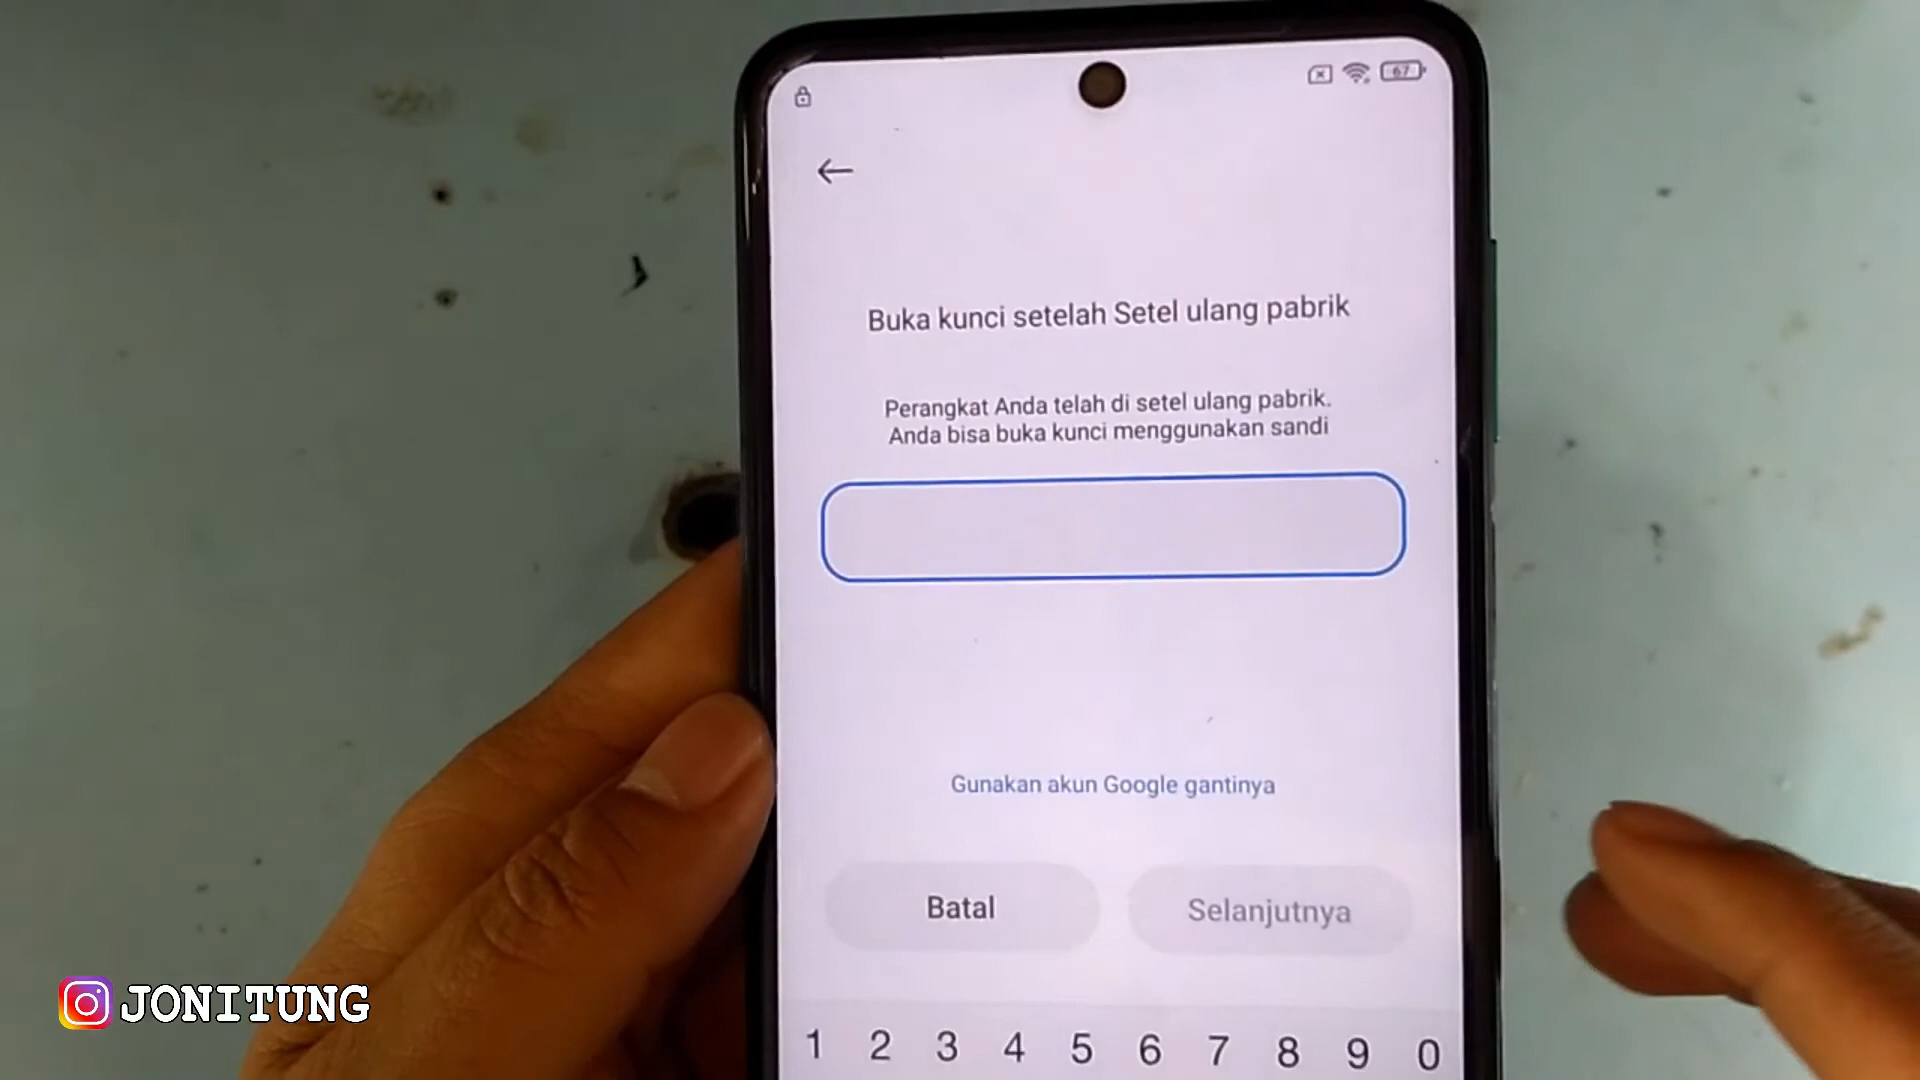 67
Buka kunci setelah Setel ulang pabrik
Perangkat Anda telah di setel ulang pabrik.
Anda bisa buka kunci menggunakan sandi
Gunakan akun Google gantinya
Batal
Selanjutnya
1 2 3 4 5 6 7 8 9 0
JONITUNG